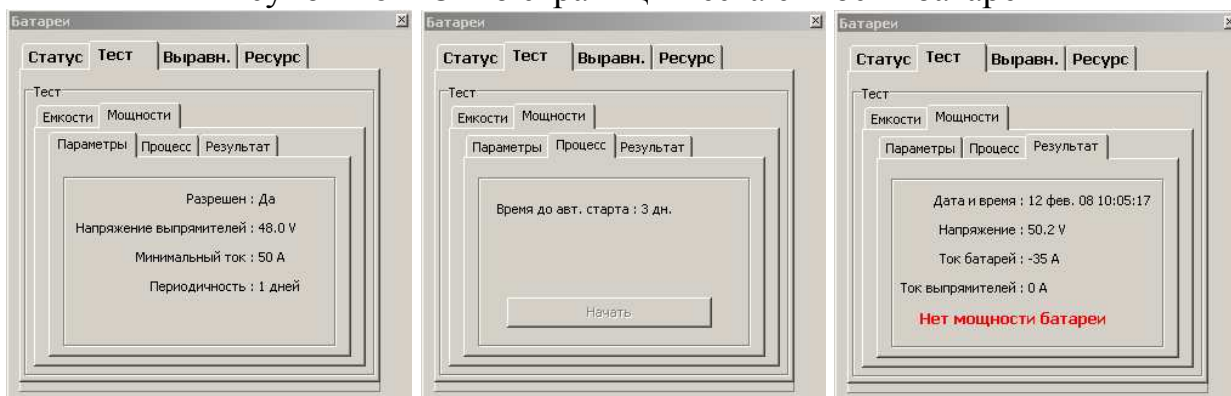 Батареи
Статус Тест Выравн. Ресурс
Тест
Емкости Мощности
Параметры Процесс Результат
Разрешен : Да
Напряжение выпрямителей : 48.0 V
Минимальный ток : 50 A
Периодичность : 1 дней
Батареи
Статус Тест Выравн. Ресурс
Тест
Емкости Мощности
Параметры Процесс Результат
Время до авт. старта : 3 дн.
Начать
Батареи
Статус Тест Выравн. Ресурс
Тест
Емкости Мощности
Параметры Процесс Результат
Дата и время : 12 фев. 08 10:05:17
Напряжение : 50.2 V
Ток батарей : -35 A
Ток выпрямителей : 0 A
Нет мощности батареи